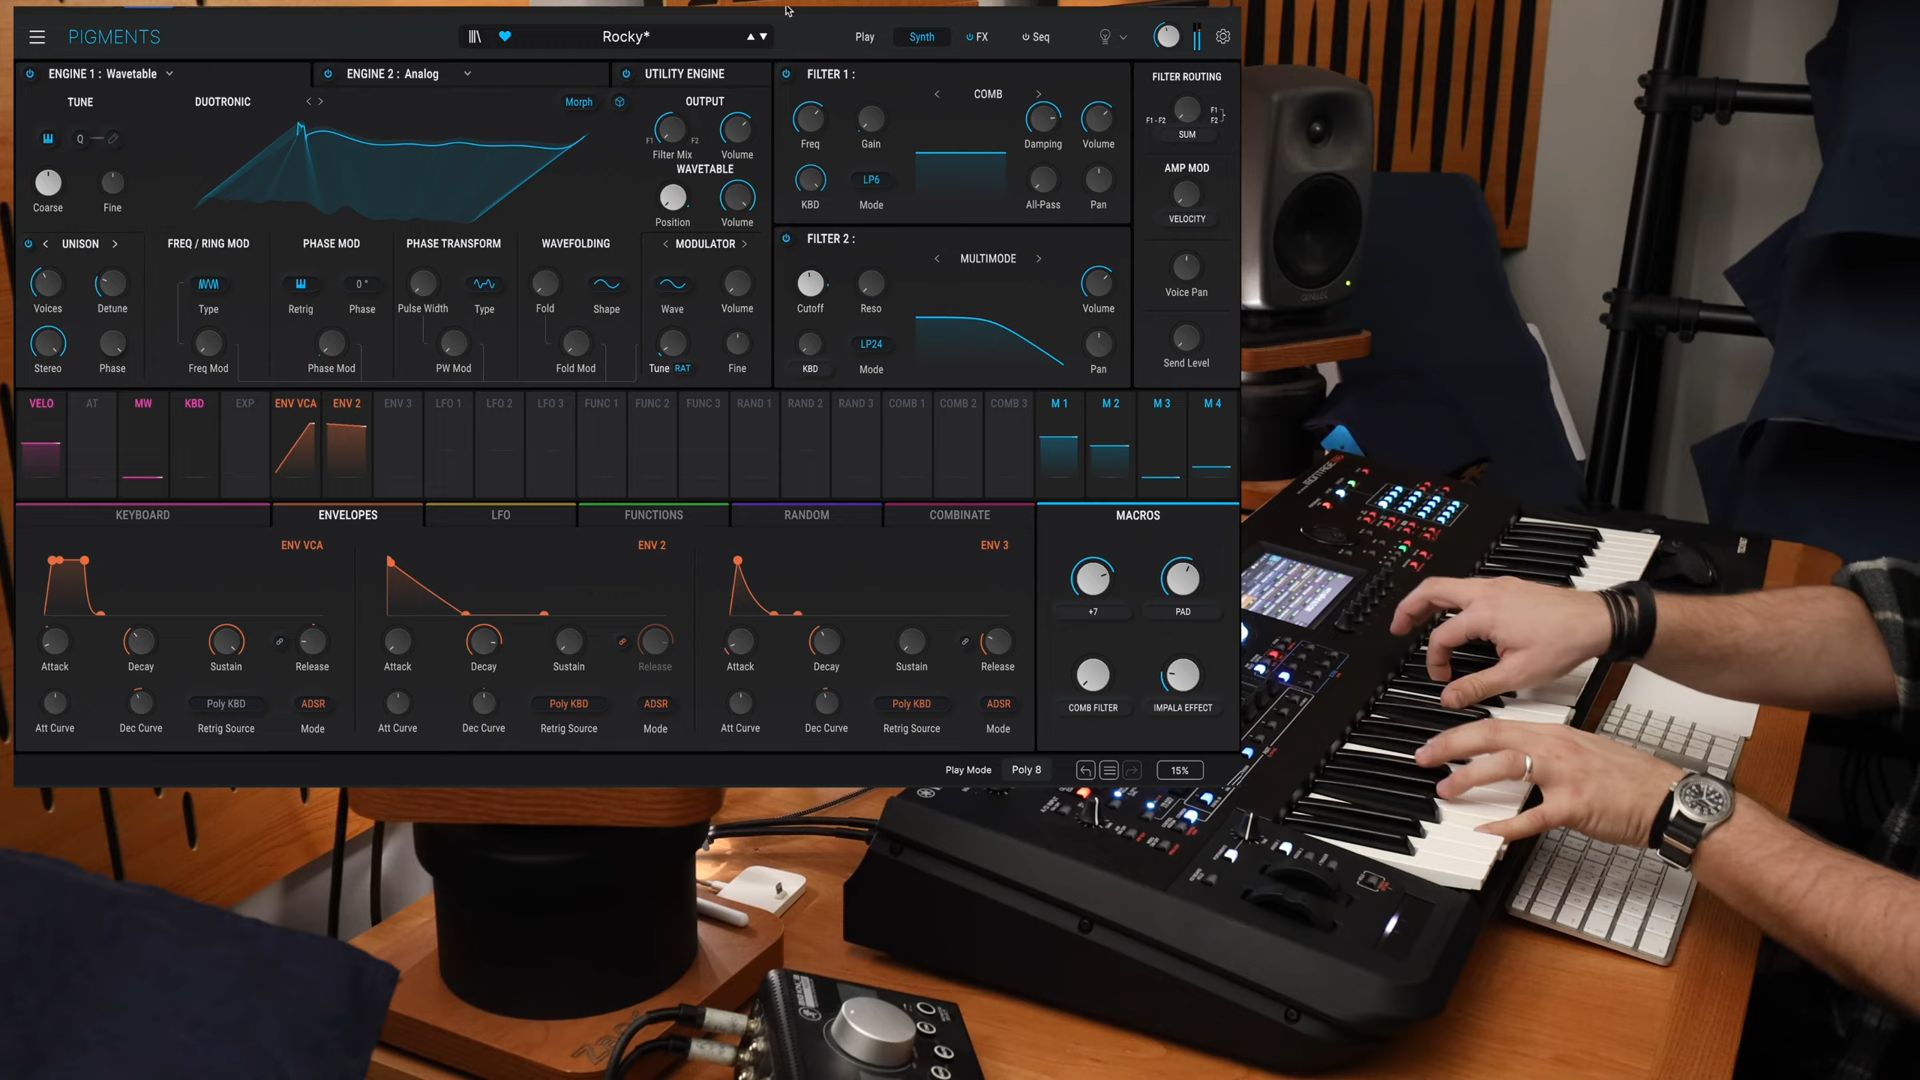 PIGMENTS
Rocky*
Play
Synth
FX
Seq
ENGINE 1 : Wavetable
ENGINE 2 : Analog
UTILITY ENGINE
TUNE
DUOTRONIC
Morph
OUTPUT
Q
F1
F2
Filter Mix
Volume
WAVETABLE
Coarse
Fine
Position
Volume
UNISON
FREQ / RING MOD
PHASE MOD
PHASE TRANSFORM
WAVEFOLDING
MODULATOR
0 °
Voices
Detune
Type
Retrig
Phase
Pulse Width
Type
Fold
Shape
Wave
Volume
Stereo
Phase
Freq Mod
Phase Mod
PW Mod
Fold Mod
Tune
RAT
Fine
FILTER 1 :
COMB
Freq
Gain
Damping
Volume
LP6
KBD
Mode
All-Pass
Pan
FILTER 2 :
MULTIMODE
Cutoff
Reso
Volume
LP24
KBD
Mode
Pan
FILTER ROUTING
F1 - F2
F1
F2
SUM
AMP MOD
VELOCITY
Voice Pan
Send Level
VELO
AT
MW
KBD
EXP
ENV VCA
ENV 2
ENV 3
LFO 1
LFO 2
LFO 3
FUNC 1
FUNC 2
FUNC 3
RAND 1
RAND 2
RAND 3
COMB 1
COMB 2
COMB 3
M 1
M 2
M 3
M 4
KEYBOARD
ENVELOPES
LFO
FUNCTIONS
RANDOM
COMBINATE
MACROS
ENV VCA
ENV 2
ENV 3
Attack
Decay
Sustain
Release
Attack
Decay
Sustain
Release
Attack
Decay
Sustain
Release
Poly KBD
ADSR
Poly KBD
ADSR
Poly KBD
ADSR
Att Curve
Dec Curve
Retrig Source
Mode
Att Curve
Dec Curve
Retrig Source
Mode
Att Curve
Dec Curve
Retrig Source
Mode
+7
PAD
COMB FILTER
IMPALA EFFECT
Play Mode
Poly 8
15%
GENELEC